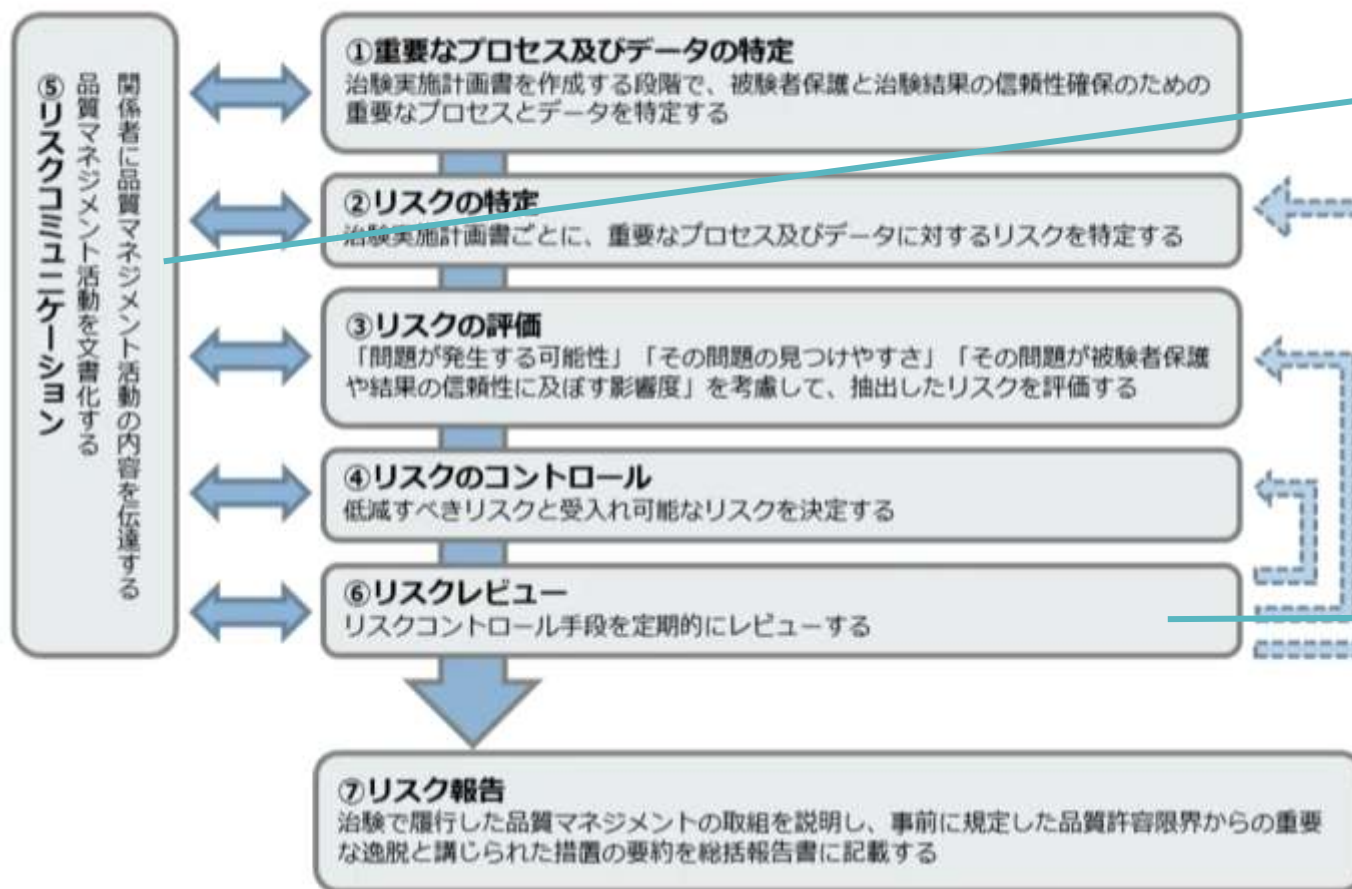 ⑤リスクコミュニケーション
品質マネジメント活動を文書化する
関係者に品質マネジメント活動の内容を伝達する
①重要なプロセス及びデータの特定
治験実施計画書を作成する段階で、被験者保護と治験結果の信頼性確保のための
重要なプロセスとデータを特定する
②リスクの特定
治験実施計画書ごとに、重要なプロセス及びデータに対するリスクを特定する
③リスクの評価
「問題が発生する可能性」「その問題の見つけやすさ」「その問題が被験者保護
や結果の信頼性に及ぼす影響度」を考慮して、抽出したリスクを評価する
④リスクのコントロール
低減すべきリスクと受入れ可能なリスクを決定する
⑥リスクレビュー
リスクコントロール手段を定期的にレビューする
⑦リスク報告
治験で履行した品質マネジメントの取組を説明し、事前に規定した品質許容限界からの重要
な逸脱と講じられた措置の要約を総括報告書に記載する